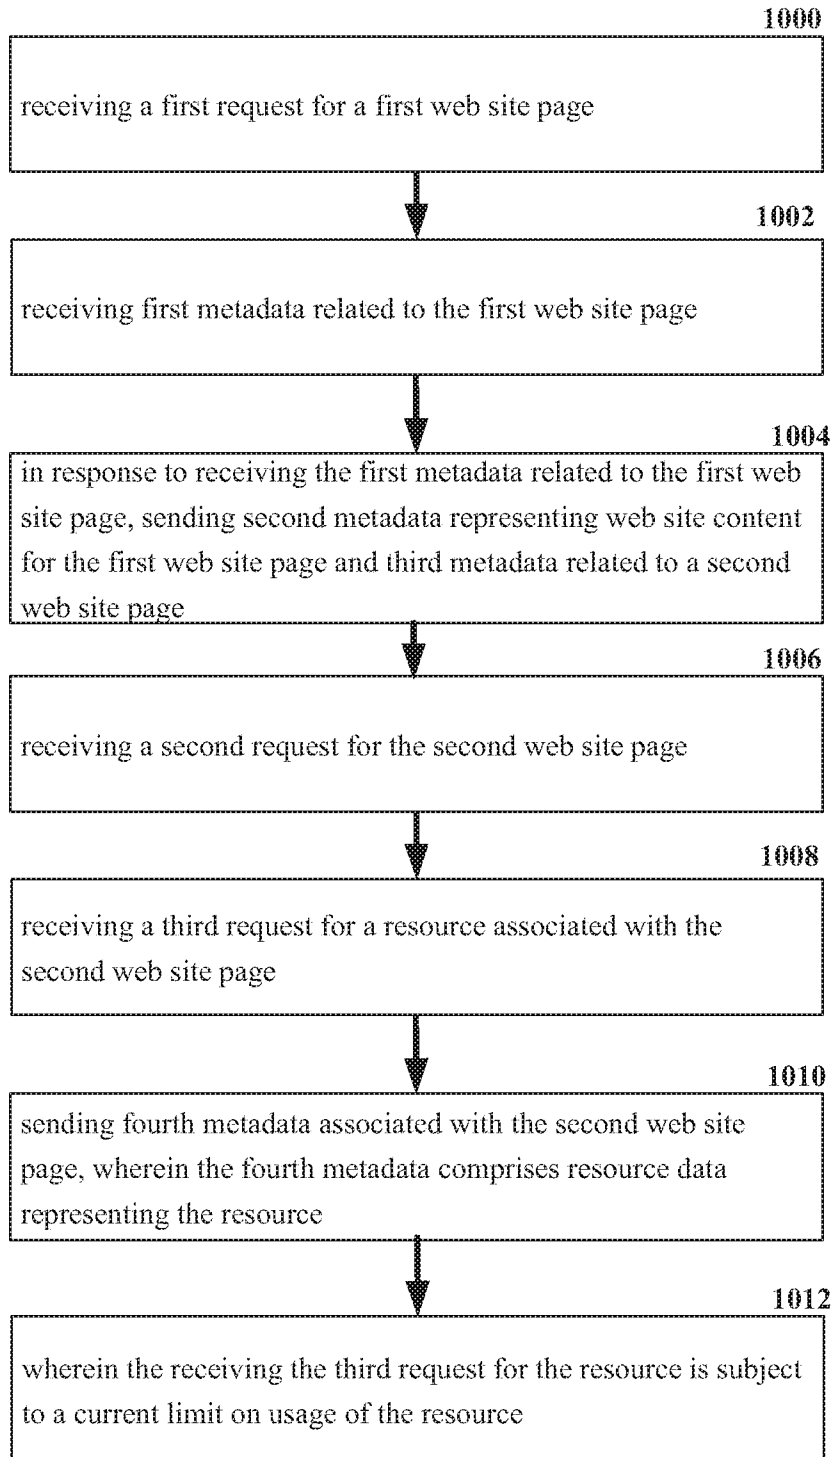 1000
receiving a first request for a first web site page
1002
receiving first metadata related to the first web site page
1004
in response to receiving the first metadata related to the first web
site page, sending second metadata representing web site content
for the first web site page and third metadata related to a second
web site page
1006
receiving a second request for the second web site page
1008
receiving a third request for a resource associated with the
second web site page
1010
sending fourth metadata associated with the second web site
page, wherein the fourth metadata comprises resource data
representing the resource
1012
wherein the receiving the third request for the resource is subject
to a current limit on usage of the resource